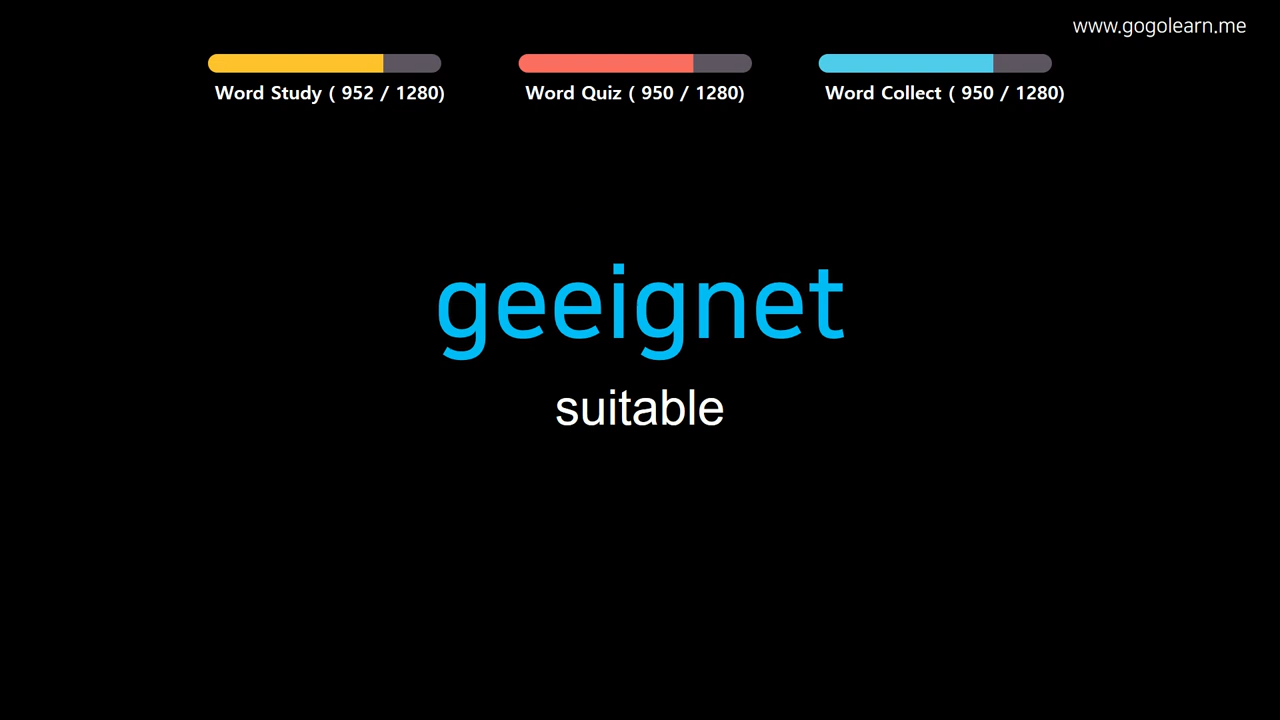 www.gogolearn.me
Word Study ( 952 / 1280)
Word Quiz ( 950 / 1280)
Word Collect ( 950 / 1280)
geeignet
suitable